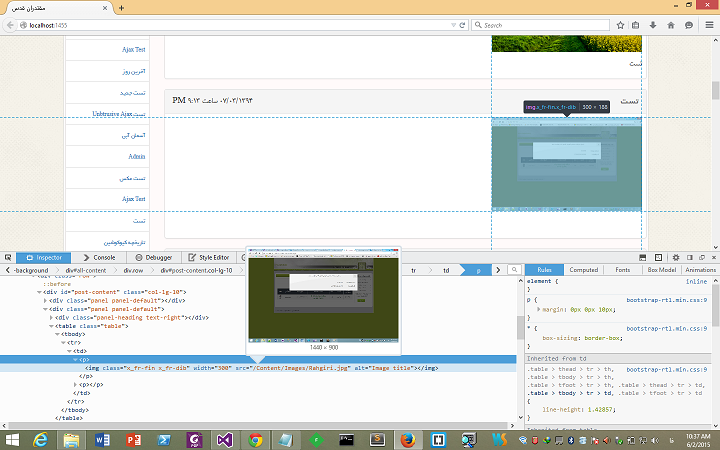 مقتدران قدس
localhost:1455
Search
Ajax Test
آخرین روز
تست جدید
تست Unbtrusive Ajax
آسمان آبی
Admin
تست عکس
Ajax Test
تست
تاریخچه کیوکوشین
تست
تست
۰۷/۰۳/۱۳۹۴ ساعت ۹:۱۳ PM
img.x_fr-fin.x_fr-dib | 300 × 188
Inspector
Console
Debugger
Style Editor
-background
div#all-content
div.row
div#post-content.col-lg-10
tr
td
p
Rules
Computed
Fonts
Box Model
Animations
::before
<div id="post-content" class="col-lg-10">
<div class="panel panel-default"></div>
<div class="panel panel-default">
<div class="panel-heading text-right"></div>
<table class="table">
<tbody>
<tr>
<td>
<p>
<img class="x_fr-fin x_fr-dib" width="300" src="/Content/Images/Rahgiri.jpg" alt="Image title"></img>
</p>
<p></p>
</td>
</tr>
</tbody>
</table>
1440 × 900
element {
inline
}
p {
bootstrap-rtl.min.css:9
margin: 0px 0px 10px;
}
* {
bootstrap-rtl.min.css:9
box-sizing: border-box;
}
Inherited from td
.table > thead > tr > th,
bootstrap-rtl.min.css:9
.table > tbody > tr > th,
.table > tfoot > tr > th, .table > thead > tr > td,
.table > tbody > tr > td, .table > tfoot > tr > td
{
line-height: 1.42857;
}
Inherited from table
10:37 AM
6/2/2015